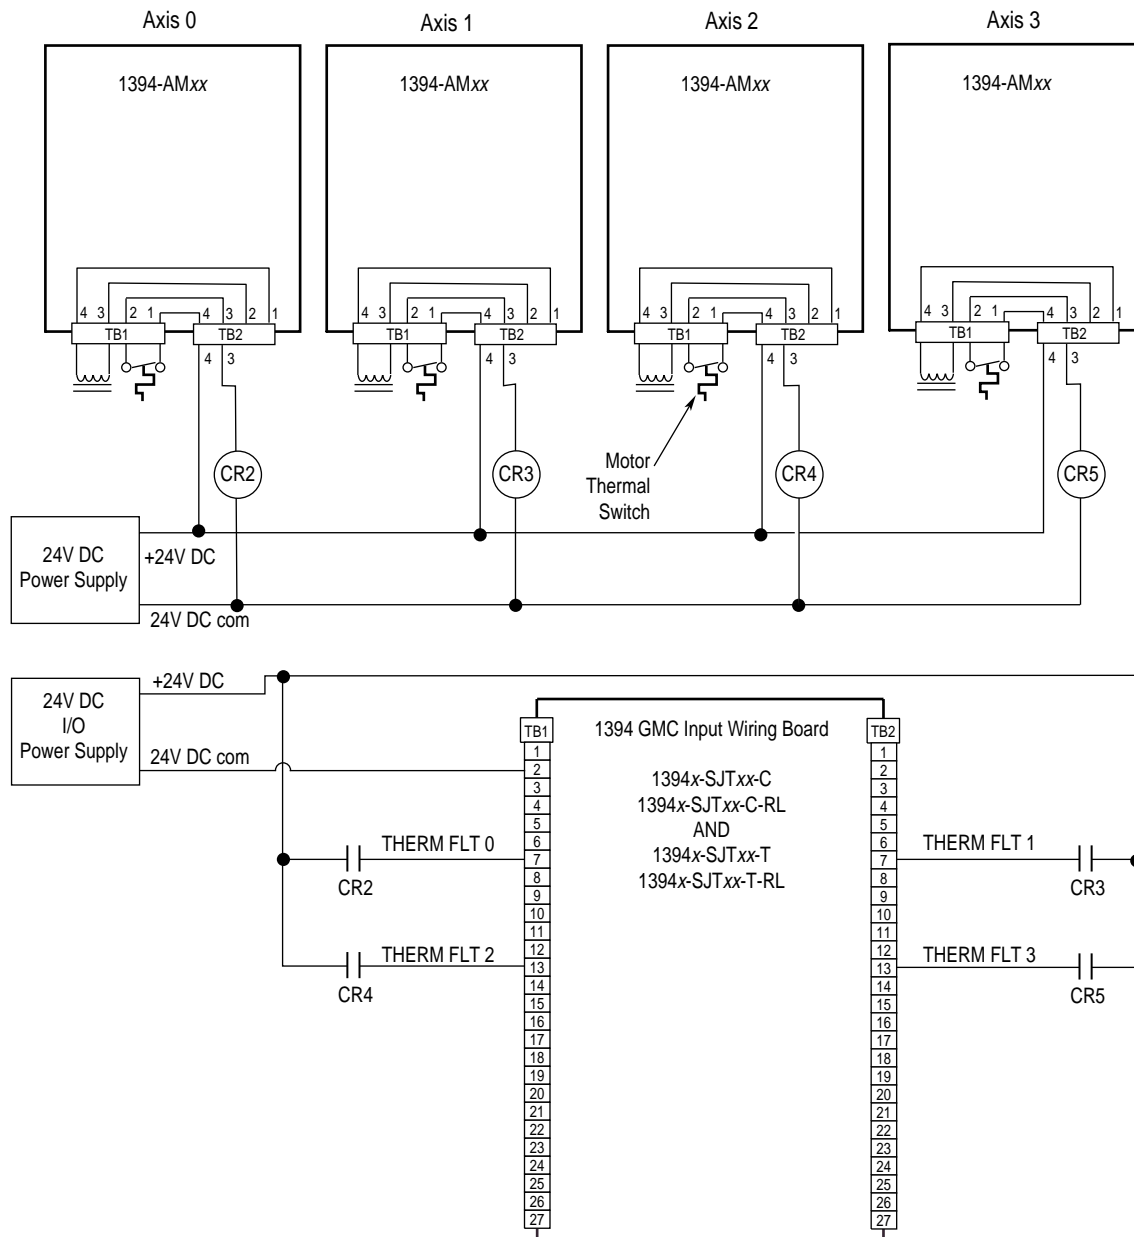 Axis 0
Axis 1
Axis 2
Axis 3
1394-AMxx
1394-AMxx
1394-AMxx
1394-AMxx
4 3 2 1 4 3 2 1
TB1 TB2
4 3
4 3 2 1 4 3 2 1
TB1 TB2
4 3
4 3 2 1 4 3 2 1
TB1 TB2
4 3
4 3 2 1 4 3 2 1
TB1 TB2
4 3
CR2
CR3
Motor
Thermal
Switch
CR4
CR5
24V DC
Power Supply
+24V DC
24V DC com
24V DC
I/O
Power Supply
+24V DC
24V DC com
THERM FLT 0
CR2
THERM FLT 2
CR4
TB1
1
2
3
4
5
6
7
8
9
10
11
12
13
14
15
16
17
18
19
20
21
22
23
24
25
26
27
1394 GMC Input Wiring Board
1394x-SJTxx-C
1394x-SJTxx-C-RL
AND
1394x-SJTxx-T
1394x-SJTxx-T-RL
TB2
1
2
3
4
5
6
7
8
9
10
11
12
13
14
15
16
17
18
19
20
21
22
23
24
25
26
27
THERM FLT 1
CR3
THERM FLT 3
CR5